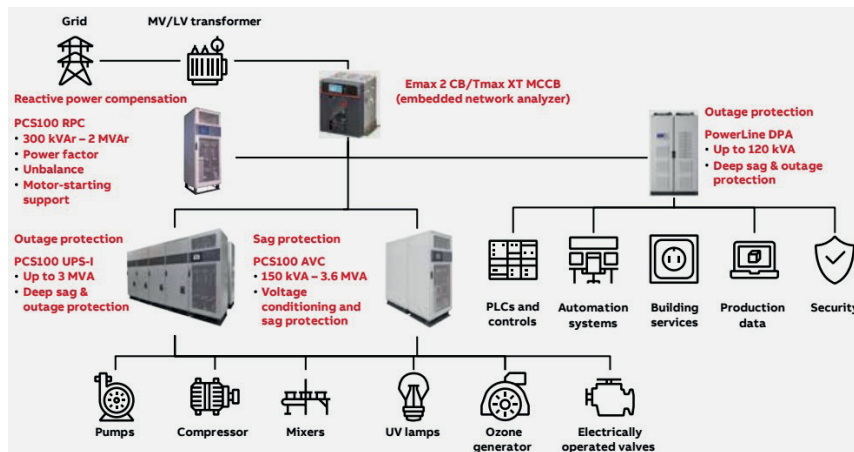 Grid
MV/LV transformer
Emax 2 CB/Tmax XT MCCB
(embedded network analyzer)
Reactive power compensation
PCS100 RPC
• 300 kVAr – 2 MVAr
• Power factor
• Unbalance
• Motor-starting
support
Outage protection
PowerLine DPA
• Up to 120 kVA
• Deep sag & outage
protection
Outage protection
PCS100 UPS-I
• Up to 3 MVA
• Deep sag &
outage protection
Sag protection
PCS100 AVC
• 150 kVA – 3.6 MVA
• Voltage
conditioning and
sag protection
PLCs and
controls
Automation
systems
Building
services
Production
data
Security
Pumps
Compressor
Mixers
UV lamps
Ozone
generator
Electrically
operated valves